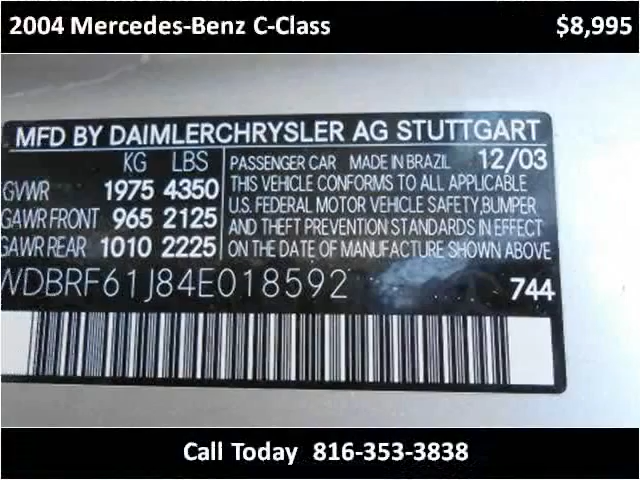 2004 Mercedes-Benz C-Class $8,995
MFD BY DAIMLERCHRYSLER AG STUTTGART
KG LBS
GVWR 1975 4350
GAWR FRONT 965 2125
GAWR REAR 1010 2225
PASSENGER CAR MADE IN BRAZIL 12/03
THIS VEHICLE CONFORMS TO ALL APPLICABLE
U.S. FEDERAL MOTOR VEHICLE SAFETY,BUMPER
AND THEFT PREVENTION STANDARDS IN EFFECT
ON THE DATE OF MANUFACTURE SHOWN ABOVE
WDBRF61J84E018592 744
Call Today 816-353-3838